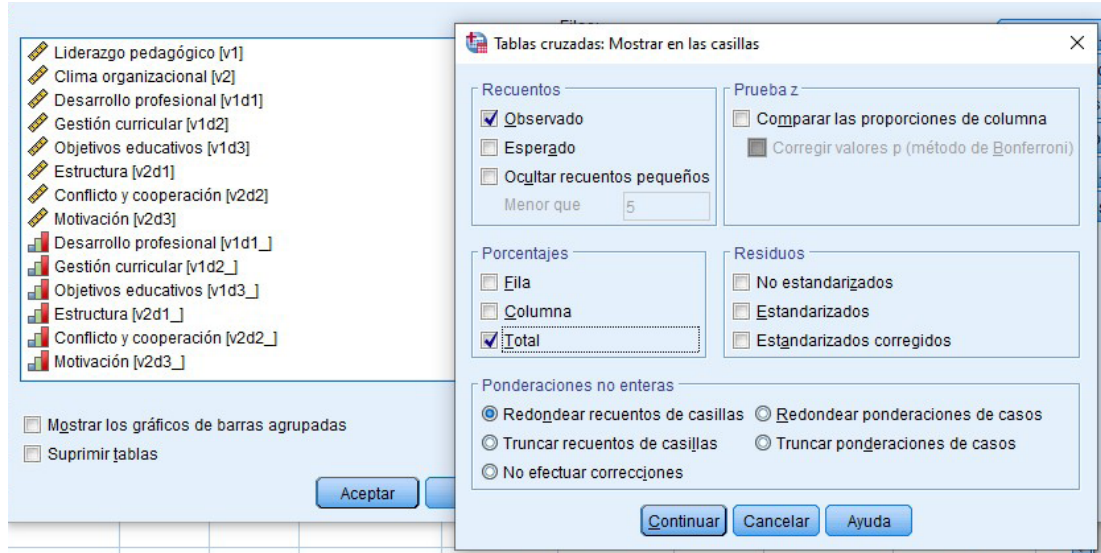 Liderazgo pedagógico [v1]
Clima organizacional [v2]
Desarrollo profesional [v1d1]
Gestión curricular [v1d2]
Objetivos educativos [v1d3]
Estructura [v2d1]
Conflicto y cooperación [v2d2]
Motivación [v2d3]
Desarrollo profesional [v1d1_]
Gestión curricular [v1d2_]
Objetivos educativos [v1d3_]
Estructura [v2d1_]
Conflicto y cooperación [v2d2_]
Motivación [v2d3_]
Mostrar los gráficos de barras agrupadas
Suprimir tablas
Aceptar
Tablas cruzadas: Mostrar en las casillas
Recuentos
Observado
Esperado
Ocultar recuentos pequeños
Menor que 5
Prueba z
Comparar las proporciones de columna
Corregir valores p (método de Bonferroni)
Porcentajes
Fila
Columna
Total
Residuos
No estandarizados
Estandarizados
Estandarizados corregidos
Ponderaciones no enteras
Redondear recuentos de casillas Redondear ponderaciones de casos
Truncar recuentos de casillas Truncar ponderaciones de casos
No efectuar correcciones
Continuar Cancelar Ayuda